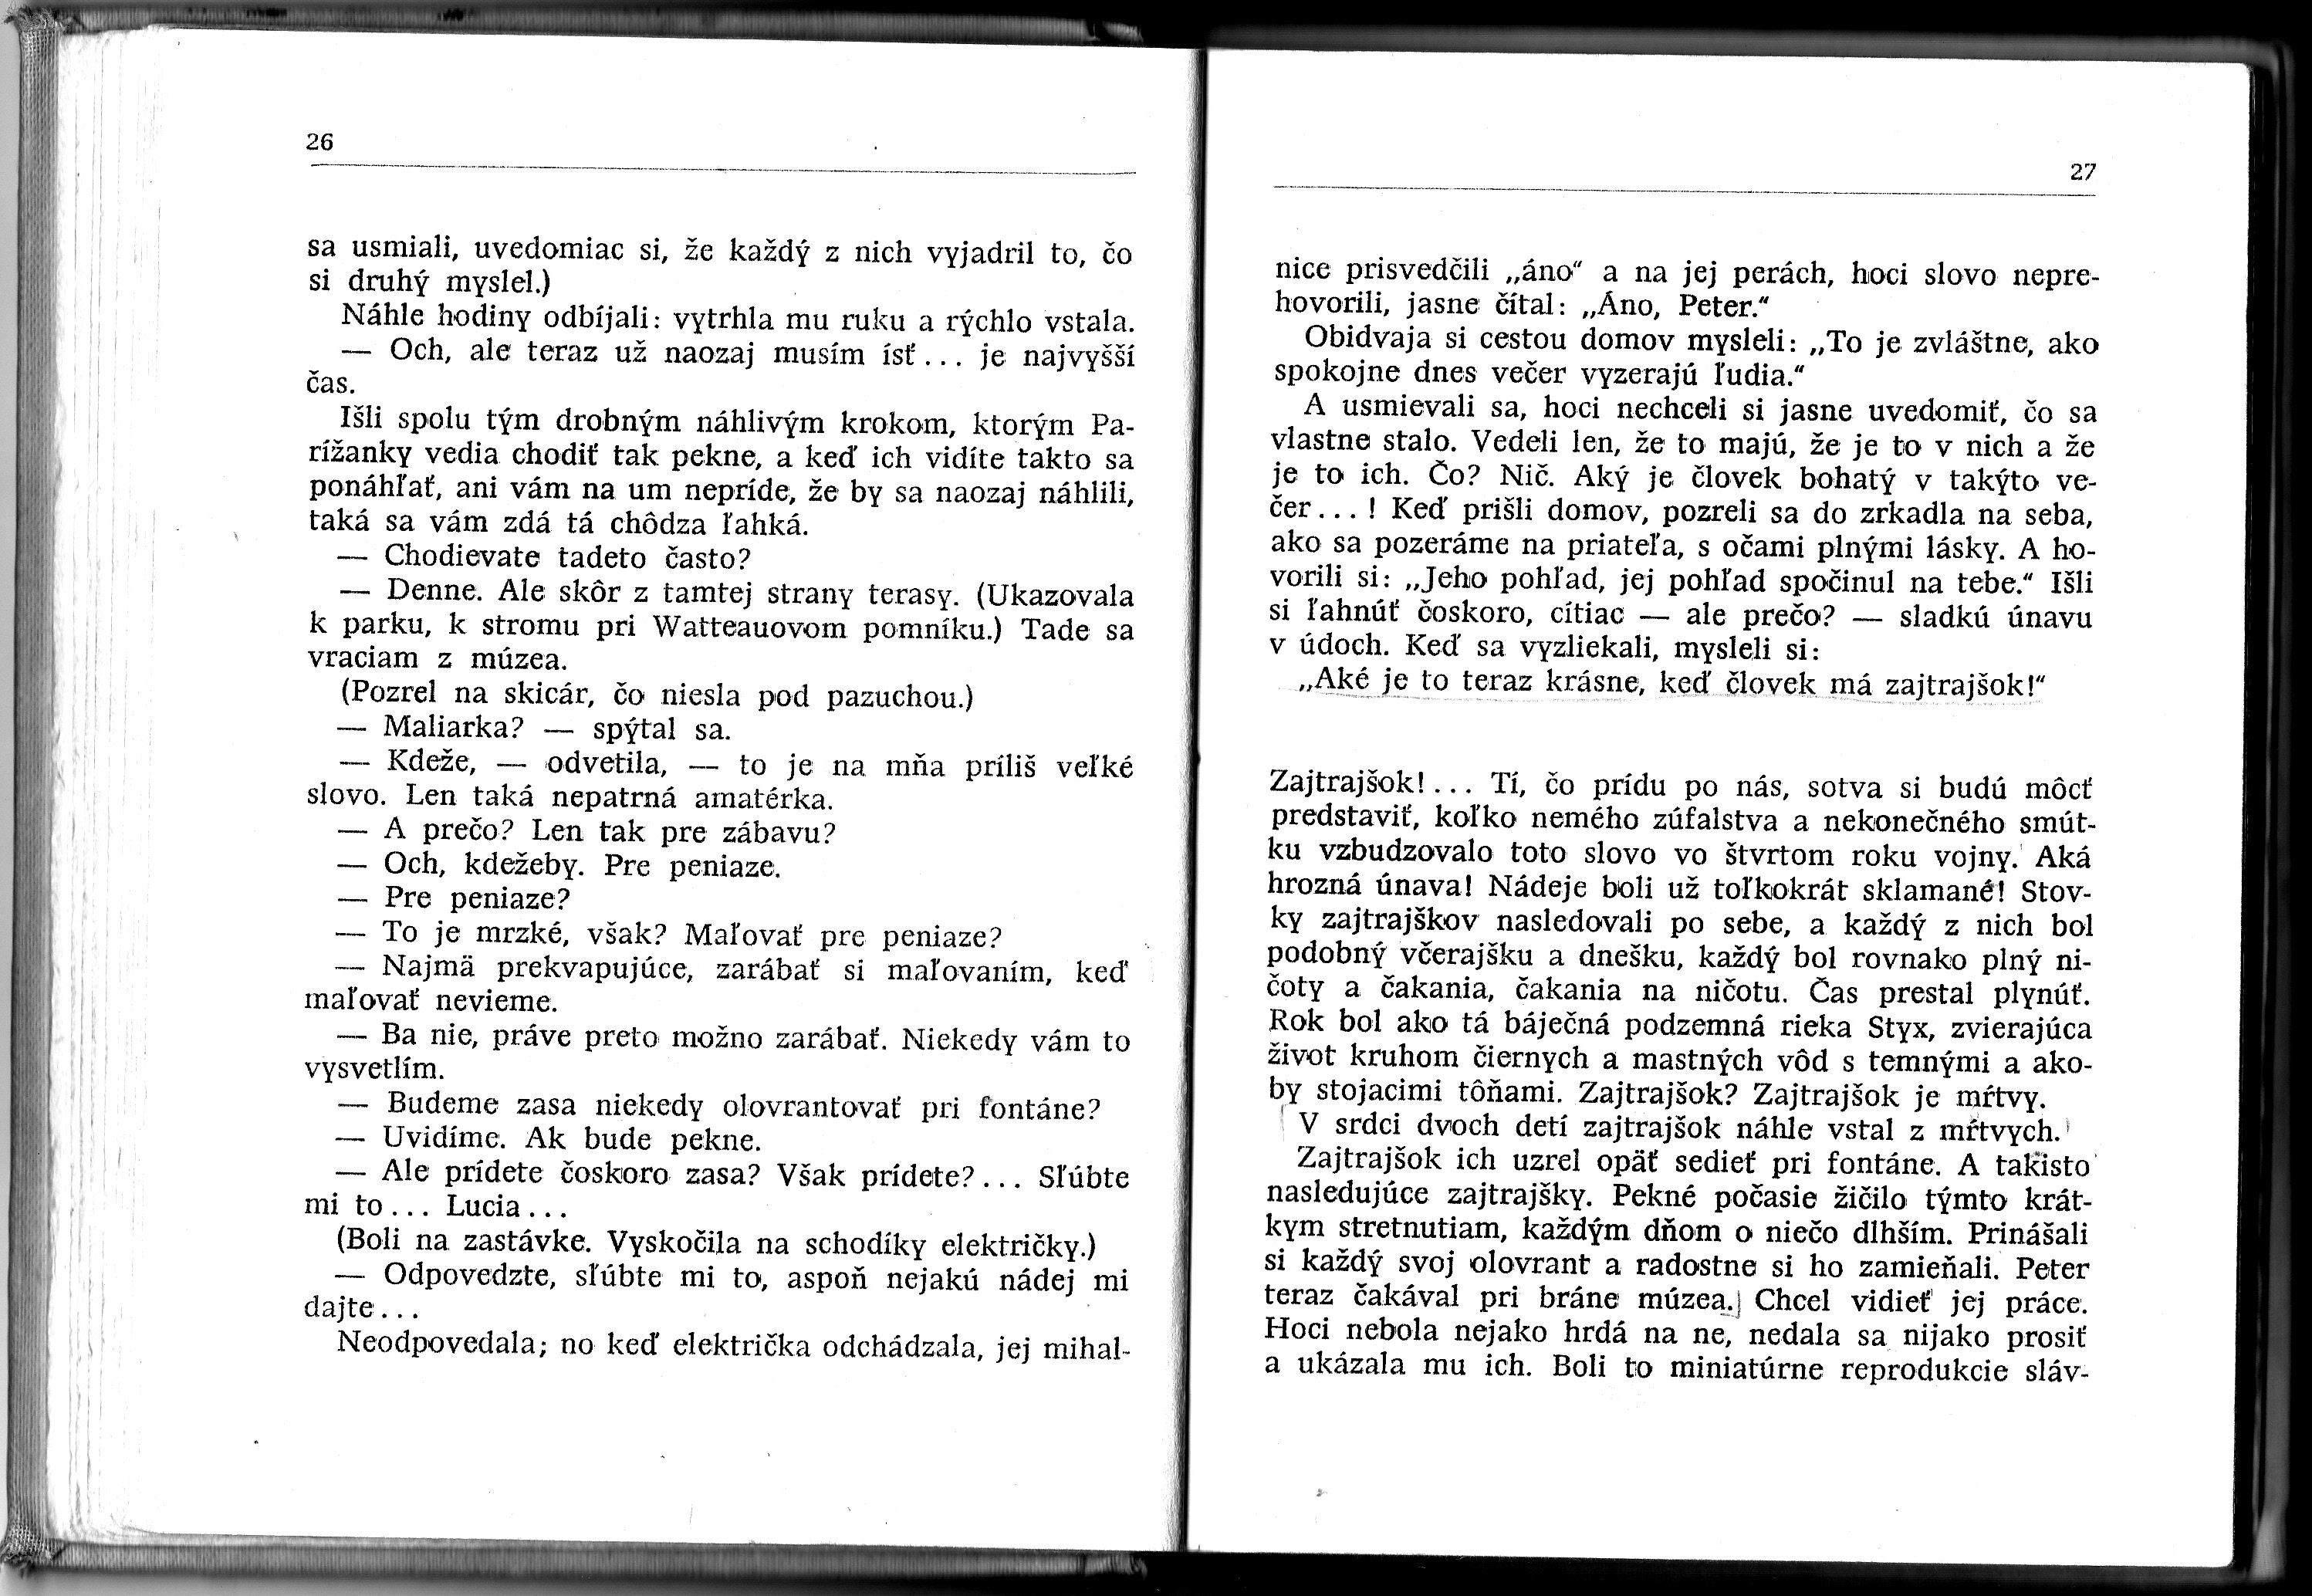 26
sa usmiali, uvedomiac si, že každý z nich vyjadril to, čo
si druhý myslel.)
Náhle hodiny odbíjali: vytrhla mu ruku a rýchlo vstala.
— Och, ale teraz už naozaj musím ísť... je najvyšší
čas.
Išli spolu tým drobným náhlivým krokom, ktorým Pa-
rížanky vedia chodiť tak pekne, a keď ich vidíte takto sa
ponáhľať, ani vám na um nepríde, že by sa naozaj náhlili,
taká sa vám zdá tá chôdza ľahká.
— Chodievate tadeto často?
— Denne. Ale skôr z tamtej strany terasy. (Ukazovala
k parku, k stromu pri Watteauovom pomníku.) Tade sa
vraciam z múzea.
(Pozrel na skicár, čo niesla pod pazuchou.)
— Maliarka? — spýtal sa.
— Kdeže, — odvetila, — to je na mňa príliš veľké
slovo. Len taká nepatrná amatérka.
— A prečo? Len tak pre zábavu?
— Och, kdežeby. Pre peniaze.
— Pre peniaze?
— To je mrzké, však? Maľovať pre peniaze?
— Najmä prekvapujúce, zarábať si maľovaním, keď
maľovať nevieme.
— Ba nie, práve preto možno zarábať. Niekedy vám to
vysvetlím.
— Budeme zasa niekedy olovrantovať pri fontáne?
— Uvidíme. Ak bude pekne.
— Ale prídete čoskoro zasa? Však prídete?... Sľúbte
mi to... Lucia...
(Boli na zastávke. Vyskočila na schodíky električky.)
— Odpovedzte, sľúbte mi to, aspoň nejakú nádej mi
dajte...
Neodpovedala; no keď električka odchádzala, jej mihal-
27
nice prisvedčili „áno" a na jej perách, hoci slovo nepre-
hovorili, jasne čítal: „Áno, Peter."
Obidvaja si cestou domov mysleli: „To je zvláštne, ako
spokojne dnes večer vyzerajú ľudia."
A usmievali sa, hoci nechceli si jasne uvedomiť, čo sa
vlastne stalo. Vedeli len, že to majú, že je to v nich a že
je to ich. Čo? Nič. Aký je človek bohatý v takýto ve-
čer...! Keď prišli domov, pozreli sa do zrkadla na seba,
ako sa pozeráme na priateľa, s očami plnými lásky. A ho-
vorili si: „Jeho pohľad, jej pohľad spočinul na tebe." Išli
si ľahnúť čoskoro, cítiac — ale prečo? — sladkú únavu
v údoch. Keď sa vyzliekali, mysleli si:
„Aké je to teraz krásne, keď človek má zajtrajšok!"
Zajtrajšok!... Tí, čo prídu po nás, sotva si budú môcť
predstaviť, koľko nemého zúfalstva a nekonečného smút-
ku vzbudzovalo toto slovo vo štvrtom roku vojny. Aká
hrozná únava! Nádeje boli už toľkokrát sklamané! Stov-
ky zajtrajškov nasledovali po sebe, a každý z nich bol
podobný včerajšku a dnešku, každý bol rovnako plný ni-
čoty a čakania, čakania na ničotu. Čas prestal plynúť.
Rok bol ako tá báječná podzemná rieka Styx, zvierajúca
život kruhom čiernych a mastných vôd s temnými a ako-
by stojacimi tôňami. Zajtrajšok? Zajtrajšok je mŕtvy.
V srdci dvoch detí zajtrajšok náhle vstal z mŕtvych.
Zajtrajšok ich uzrel opäť sedieť pri fontáne. A takisto
nasledujúce zajtrajšky. Pekné počasie žičilo týmto krát-
kym stretnutiam, každým dňom o niečo dlhším. Prinášali
si každý svoj olovrant a radostne si ho zamieňali. Peter
teraz čakával pri bráne múzea. Chcel vidieť jej práce.
Hoci nebola nejako hrdá na ne, nedala sa nijako prosiť
a ukázala mu ich. Boli to miniatúrne reprodukcie sláv-